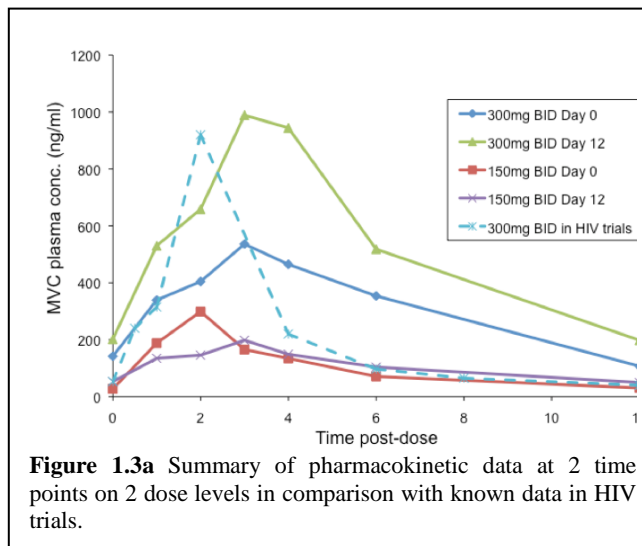 1200
1000
800
600
400
200
0
MVC plasma conc. (ng/ml)
300mg BID Day 0
300mg BID Day 12
150mg BID Day 0
150mg BID Day 12
300mg BID in HIV trials
0 2 4 6 8 10
Time post-dose
Figure 1.3a Summary of pharmacokinetic data at 2 time
points on 2 dose levels in comparison with known data in HIV
trials.